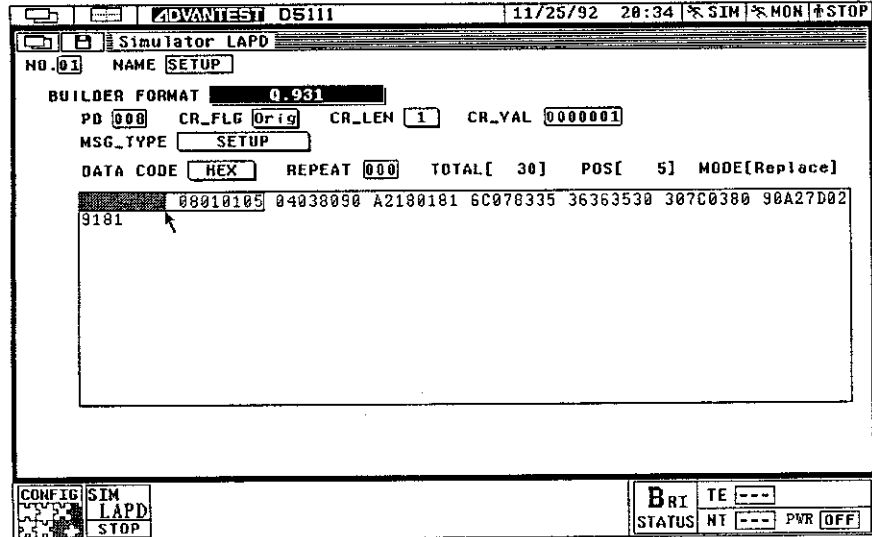 ADVANTEST D5111 11/25/92 20:34 SIM MON STOP
Simulator LAPD
NO.01 NAME SETUP
BUILDER FORMAT Q.931
PD 008 CR_FLG Orig CR_LEN 1 CR_VAL 0000001
MSG_TYPE SETUP
DATA CODE HEX REPEAT 000 TOTAL[ 30] POS[ 5] MODE[Replace]
08010105 04038090 A2180181 6C078335 36363530 307C0380 90A27D02
9181
CONFIG SIM LAPD STOP
BRI STATUS TE --- NT --- PWR OFF